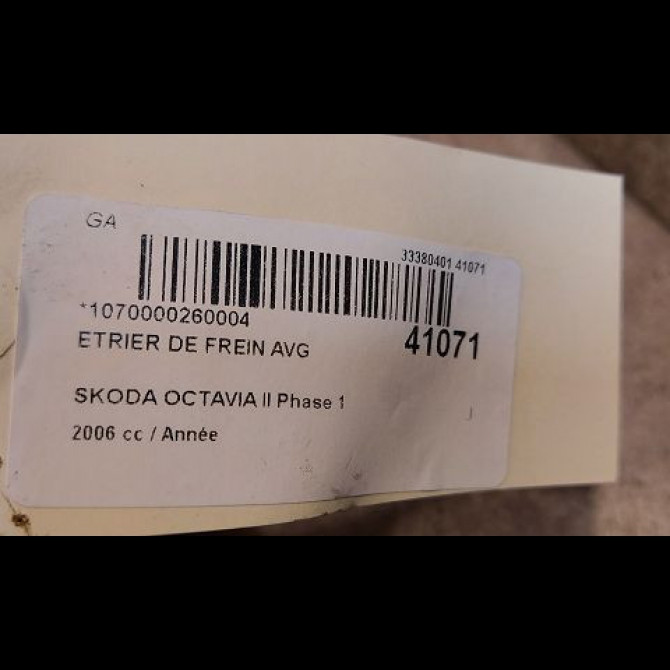 GA
33380401 41071
*1070000260004
41071
ETRIER DE FREIN AVG
SKODA OCTAVIA II Phase 1
2006 cc / Année